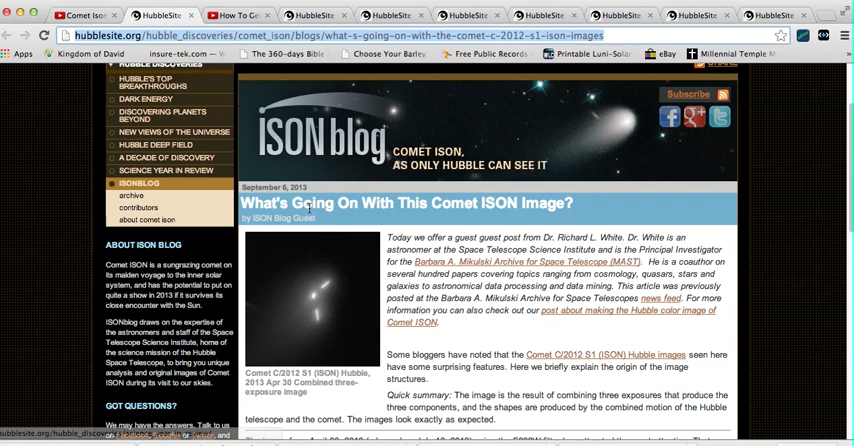 Comet Ison
HubbleSite
How To Ge
HubbleSite
HubbleSite
HubbleSite
HubbleSite
HubbleSite
HubbleSite
HubbleSite
hubblesite.org/hubble_discoveries/comet_ison/blogs/what-s-going-on-with-the-comet-c-2012-s1-ison-images
Apps
Kingdom of David
insure-tek.com —
The 360-days Bible
Choose Your Barley
Free Public Records
Printable Luni-Solar
eBay
Millennial Temple M
HUBBLE DISCOVERIES
HUBBLE'S TOP
BREAKTHROUGHS
DARK ENERGY
DISCOVERING PLANETS
BEYOND
NEW VIEWS OF THE UNIVERSE
HUBBLE DEEP FIELD
A DECADE OF DISCOVERY
SCIENCE YEAR IN REVIEW
ISONBLOG
archive
contributors
about comet ison
ABOUT ISON BLOG
Comet ISON is a sungrazing comet on
its maiden voyage to the inner solar
system, and has the potential to put on
quite a show in 2013 if it survives its
close encounter with the Sun.
ISONblog draws on the expertise of
the astronomers and staff of the Space
Telescope Science Institute, home of
the science mission of the Hubble
Space Telescope, to bring you unique
analysis and original images of Comet
ISON during its visit to our skies.
GOT QUESTIONS?
We may have the answers. Talk to us
SHARE
Subscribe
ISONblog
COMET ISON,
AS ONLY HUBBLE CAN SEE IT
September 6, 2013
What's Going On With This Comet ISON Image?
by ISON Blog Guest
Today we offer a guest guest post from Dr. Richard L. White. Dr. White is an
astronomer at the Space Telescope Science Institute and is the Principal Investigator
for the Barbara A. Mikulski Archive for Space Telescope (MAST). He is a coauthor on
several hundred papers covering topics ranging from cosmology, quasars, stars and
galaxies to astronomical data processing and data mining. This article was previously
posted at the Barbara A. Mikulski Archive for Space Telescopes news feed. For more
information you can also check out our post about making the Hubble color image of
Comet ISON.
Comet C/2012 S1 (ISON) Hubble,
2013 Apr 30 Combined three-
exposure image
Some bloggers have noted that the Comet C/2012 S1 (ISON) Hubble images seen here
have some surprising features. Here we briefly explain the origin of the image
structures.
Quick summary: The image is the result of combining three exposures that produce the
three components, and the shapes are produced by the combined motion of the Hubble
telescope and the comet. The images look exactly as expected.